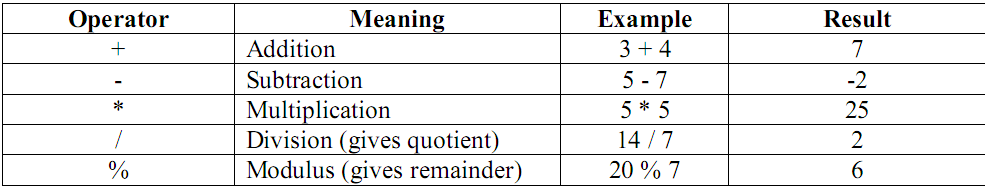 Operator Meaning Example Result
+ Addition 3 + 4 7
- Subtraction 5 - 7 -2
* Multiplication 5 * 5 25
/ Division (gives quotient) 14 / 7 2
% Modulus (gives remainder) 20 % 7 6